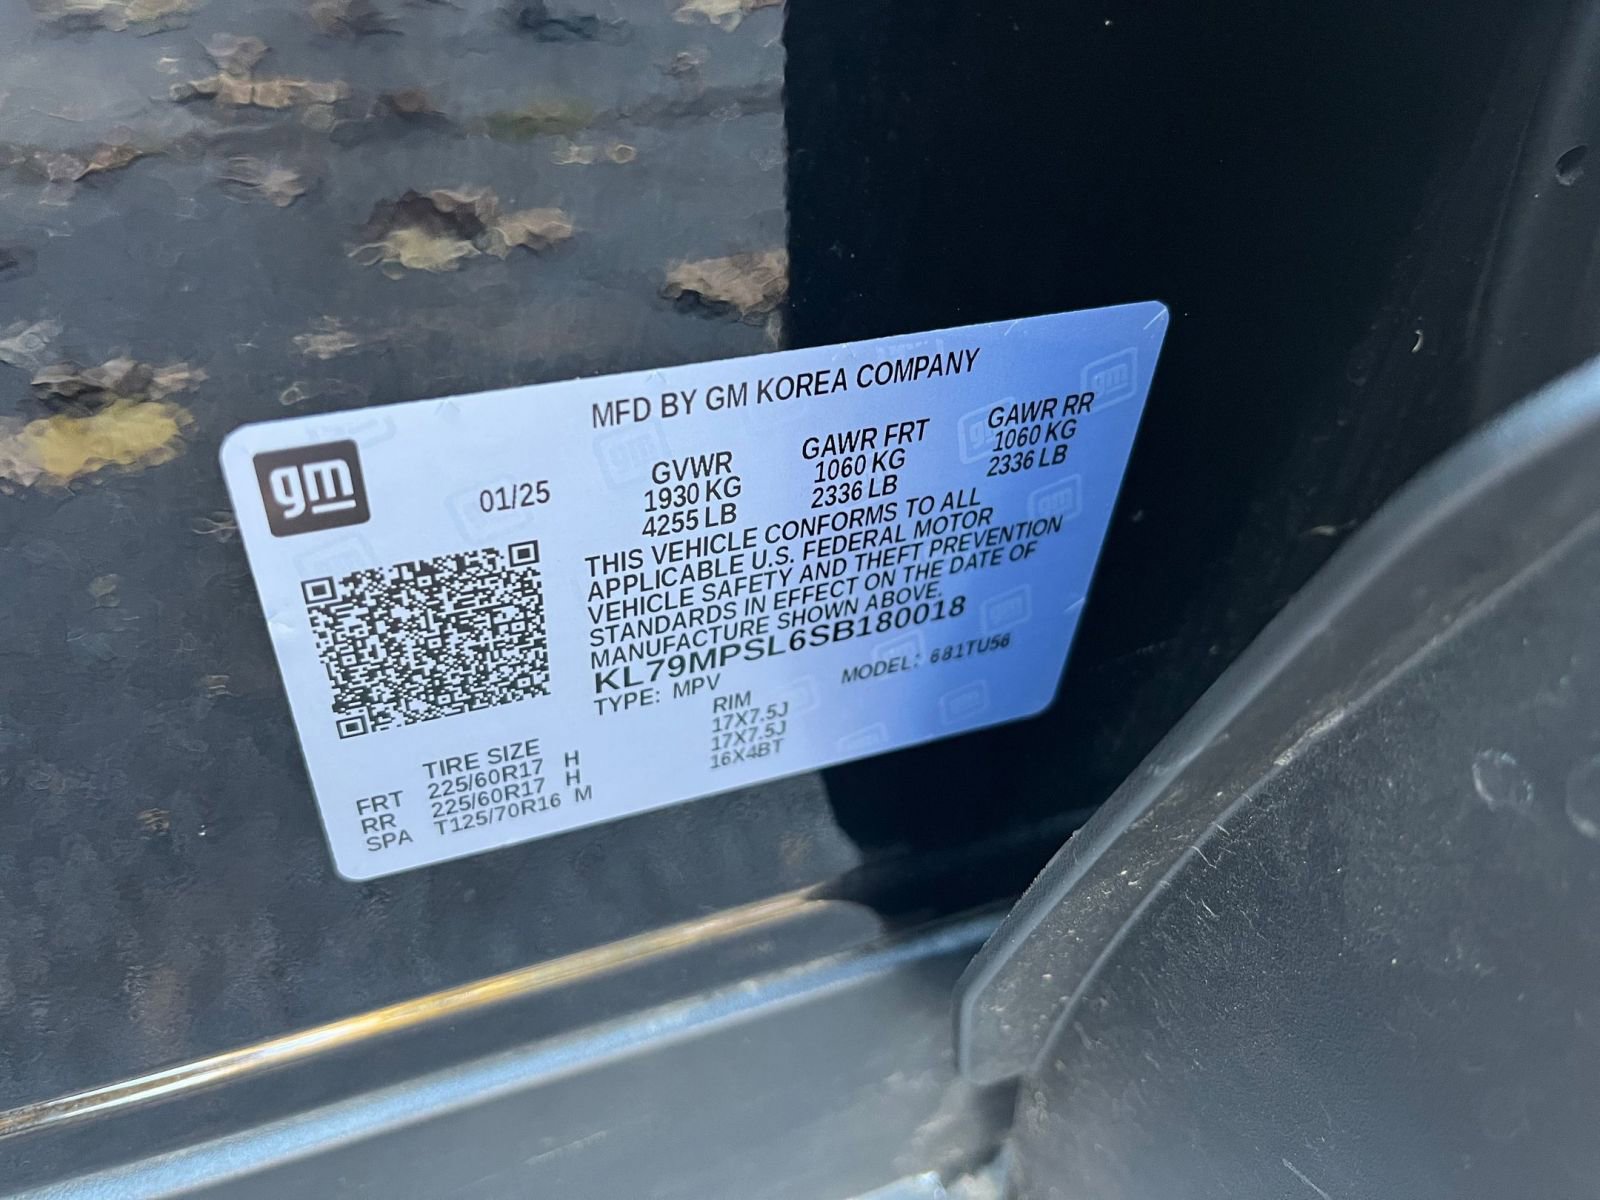 MFD BY GM KOREA COMPANY
gm
01/25
GVWR
1930 KG
4255 LB
GAWR FRT
1060 KG
2336 LB
GAWR RR
1060 KG
2336 LB
THIS VEHICLE CONFORMS TO ALL
APPLICABLE U.S. FEDERAL MOTOR
VEHICLE SAFETY AND THEFT PREVENTION
STANDARDS IN EFFECT ON THE DATE OF
MANUFACTURE SHOWN ABOVE.
KL79MPSL6SB180018
TYPE: MPV
MODEL: 681TU56
TIRE SIZE RIM
FRT 225/60R17 H 17X7.5J
RR 225/60R17 H 17X7.5J
SPA T125/70R16 M 16X4BT